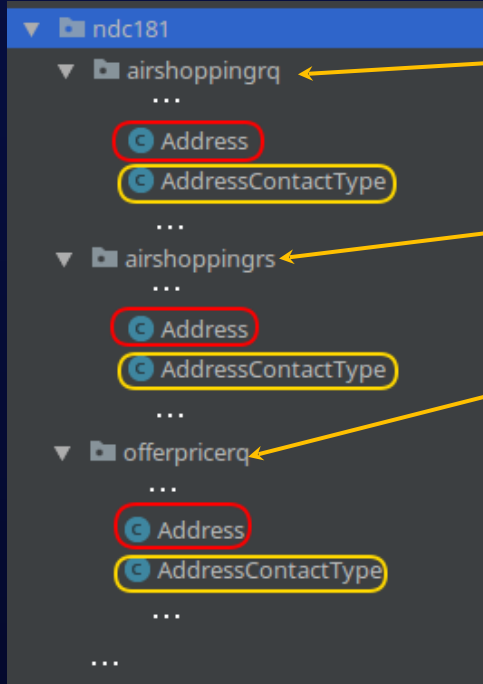 ndc181
airshoppingrq
...
C Address
C AddressContactType
...
airshoppingrs
...
C Address
C AddressContactType
...
offerpricerq
...
C Address
C AddressContactType
...
...